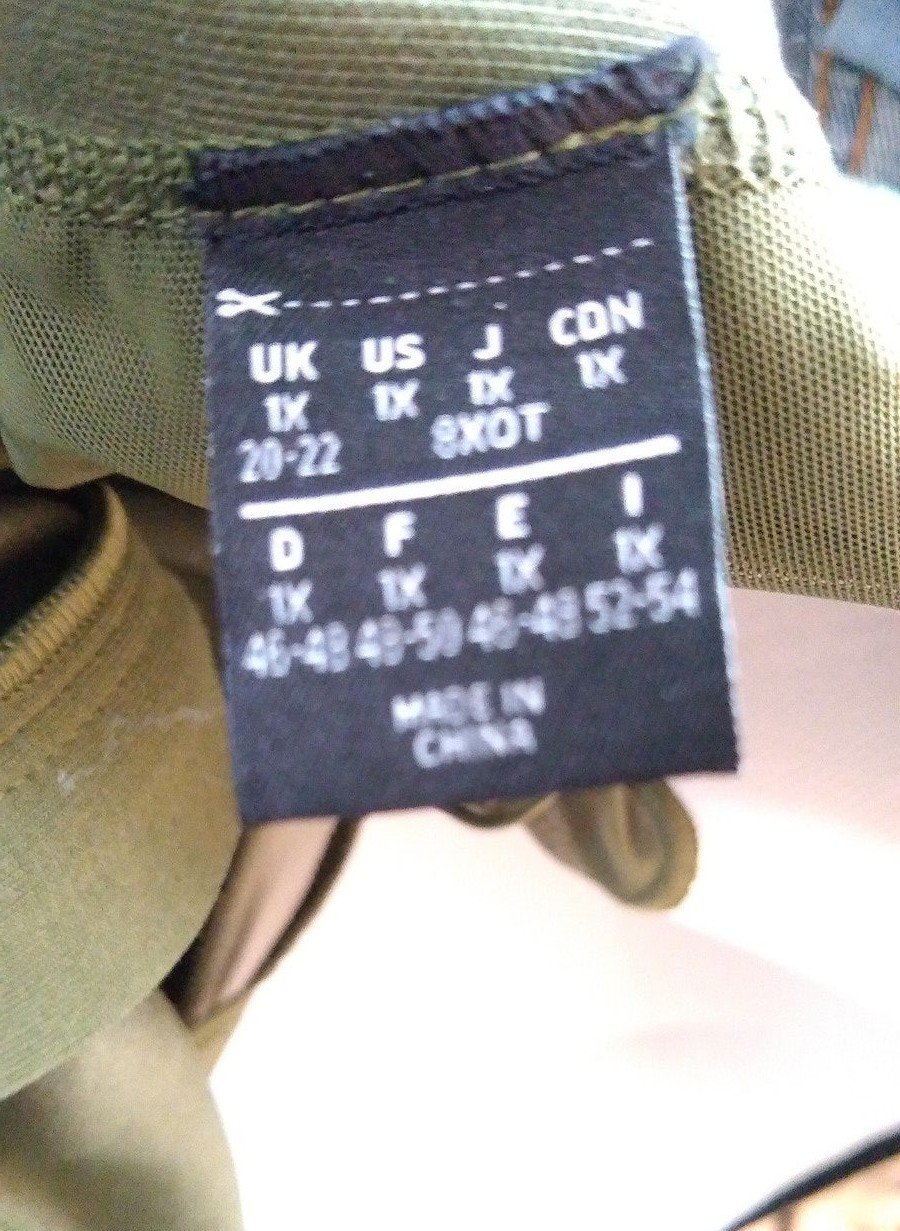 UK US J CDN
1X 1X 1X 1X
20-22 8XOT
D F E I
1X 1X 1X 1X
46-48 48-50 46-48 52-54
MADE IN
CHINA